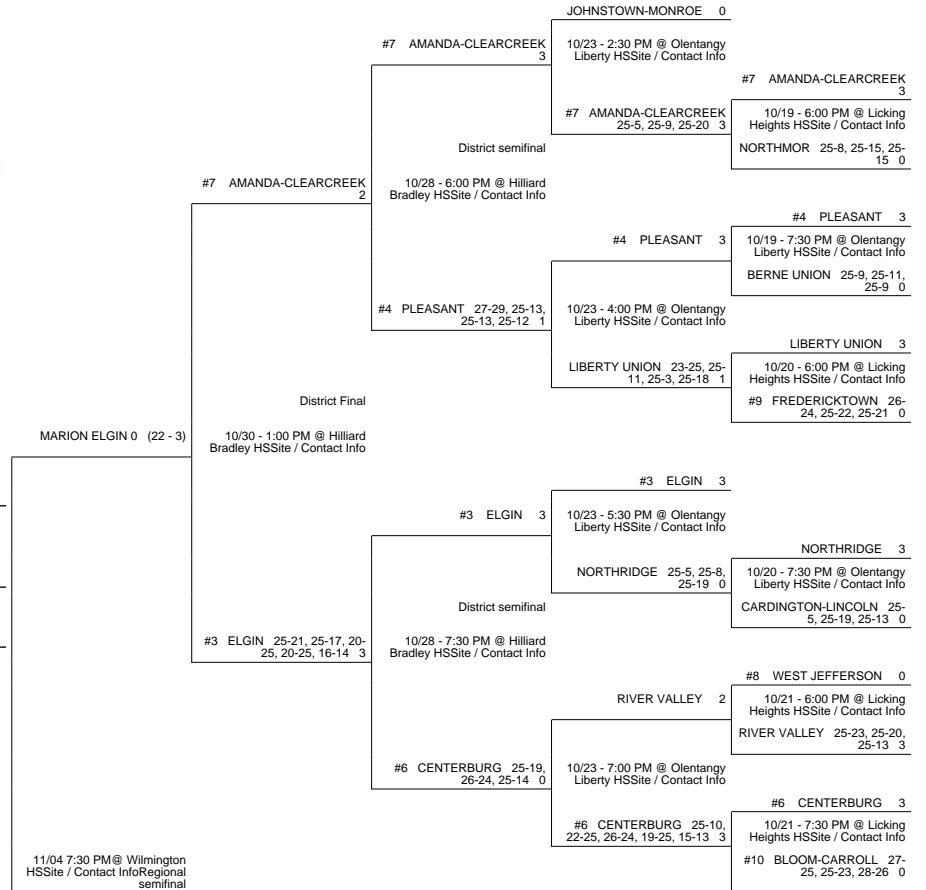 JOHNSTOWN-MONROE 0
#7 AMANDA-CLEARCREEK
3
10/23 - 2:30 PM @ Olentangy
Liberty HSSite / Contact Info
#7 AMANDA-CLEARCREEK
3
#7 AMANDA-CLEARCREEK
25-5, 25-9, 25-20 3
10/19 - 6:00 PM @ Licking
Heights HSSite / Contact Info
NORTHMOR 25-8, 25-15, 25-
15 0
District semifinal
#7 AMANDA-CLEARCREEK
2
10/28 - 6:00 PM @ Hilliard
Bradley HSSite / Contact Info
#4 PLEASANT 3
#4 PLEASANT 3
10/19 - 7:30 PM @ Olentangy
Liberty HSSite / Contact Info
BERNE UNION 25-9, 25-11,
25-9 0
#4 PLEASANT 27-29, 25-13,
25-13, 25-12 1
10/23 - 4:00 PM @ Olentangy
Liberty HSSite / Contact Info
LIBERTY UNION 3
LIBERTY UNION 23-25, 25-
11, 25-3, 25-18 1
10/20 - 6:00 PM @ Licking
Heights HSSite / Contact Info
#9 FREDERICKTOWN 26-
24, 25-22, 25-21 0
District Final
MARION ELGIN 0 (22 - 3)
10/30 - 1:00 PM @ Hilliard
Bradley HSSite / Contact Info
#3 ELGIN 3
#3 ELGIN 3
10/23 - 5:30 PM @ Olentangy
Liberty HSSite / Contact Info
NORTHRIDGE 3
NORTHRIDGE 25-5, 25-8,
25-19 0
10/20 - 7:30 PM @ Olentangy
Liberty HSSite / Contact Info
CARDINGTON-LINCOLN 25-
5, 25-19, 25-13 0
District semifinal
#3 ELGIN 25-21, 25-17, 20-
25, 20-25, 16-14 3
10/28 - 7:30 PM @ Hilliard
Bradley HSSite / Contact Info
#8 WEST JEFFERSON 0
RIVER VALLEY 2
10/21 - 6:00 PM @ Licking
Heights HSSite / Contact Info
RIVER VALLEY 25-23, 25-20,
25-13 3
#6 CENTERBURG 25-19,
26-24, 25-14 0
10/23 - 7:00 PM @ Olentangy
Liberty HSSite / Contact Info
#6 CENTERBURG 3
#6 CENTERBURG 25-10,
22-25, 26-24, 19-25, 15-13 3
10/21 - 7:30 PM @ Licking
Heights HSSite / Contact Info
#10 BLOOM-CARROLL 27-
25, 25-23, 28-26 0
11/04 7:30 PM@ Wilmington
HSSite / Contact InfoRegional
semifinal